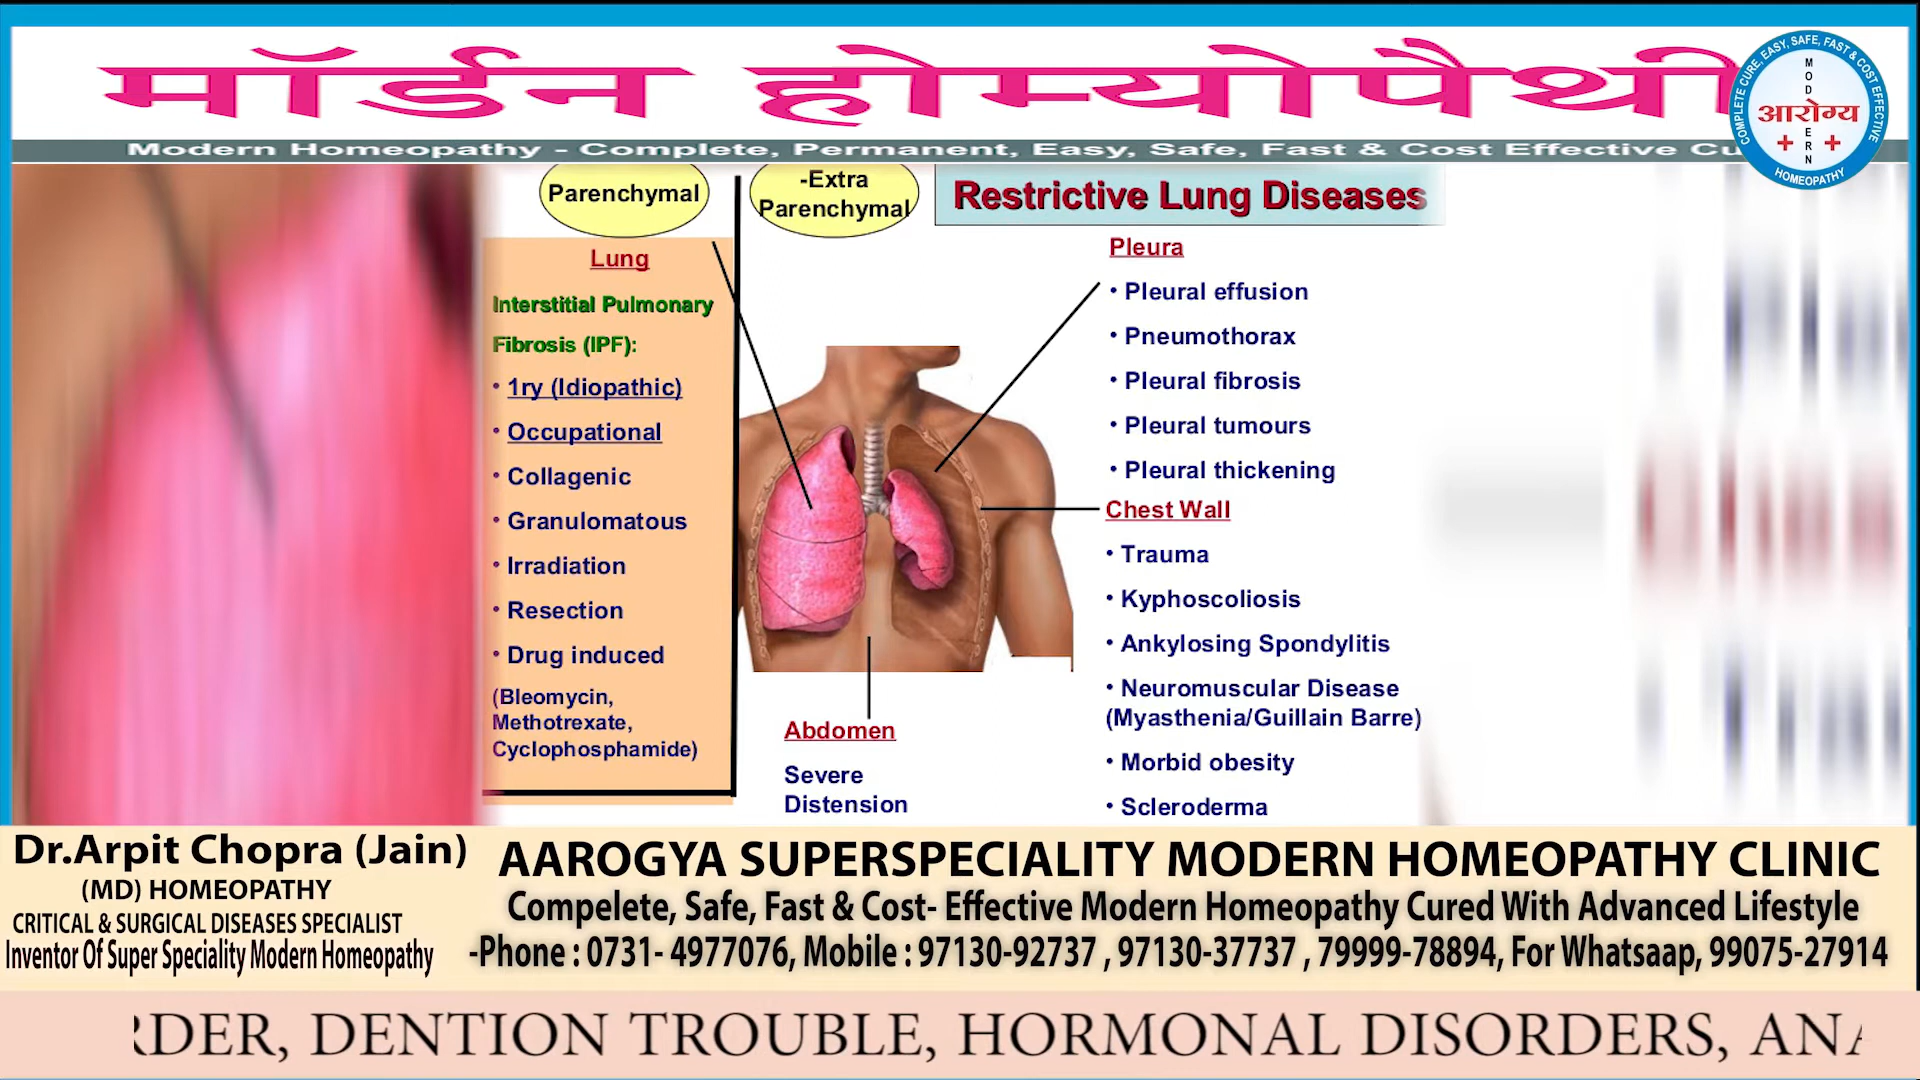 मॉर्डन होम्योपैथी
Modern Homeopathy - Complete, Permanent, Easy, Safe, Fast & Cost Effective Cu
COMPLETE CURE, EASY, SAFE, FAST & COST EFFECTIVE
MODERN
आरोग्य
HOMEOPATHY
Parenchymal
-Extra
Parenchymal
Restrictive Lung Diseases
Lung
Interstitial Pulmonary
Fibrosis (IPF):
• 1ry (Idiopathic)
• Occupational
• Collagenic
• Granulomatous
• Irradiation
• Resection
• Drug induced
(Bleomycin,
Methotrexate,
Cyclophosphamide)
Abdomen
Severe
Distension
Pleura
• Pleural effusion
• Pneumothorax
• Pleural fibrosis
• Pleural tumours
• Pleural thickening
Chest Wall
• Trauma
• Kyphoscoliosis
• Ankylosing Spondylitis
• Neuromuscular Disease
(Myasthenia/Guillain Barre)
• Morbid obesity
• Scleroderma
Dr.Arpit Chopra (Jain)
(MD) HOMEOPATHY
CRITICAL & SURGICAL DISEASES SPECIALIST
Inventor Of Super Speciality Modern Homeopathy
AAROGYA SUPERSPECIALITY MODERN HOMEOPATHY CLINIC
Compelete, Safe, Fast & Cost- Effective Modern Homeopathy Cured With Advanced Lifestyle
-Phone : 0731- 4977076, Mobile : 97130-92737 , 97130-37737 , 79999-78894, For Whatsaap, 99075-27914
RDER, DENTION TROUBLE, HORMONAL DISORDERS, ANA